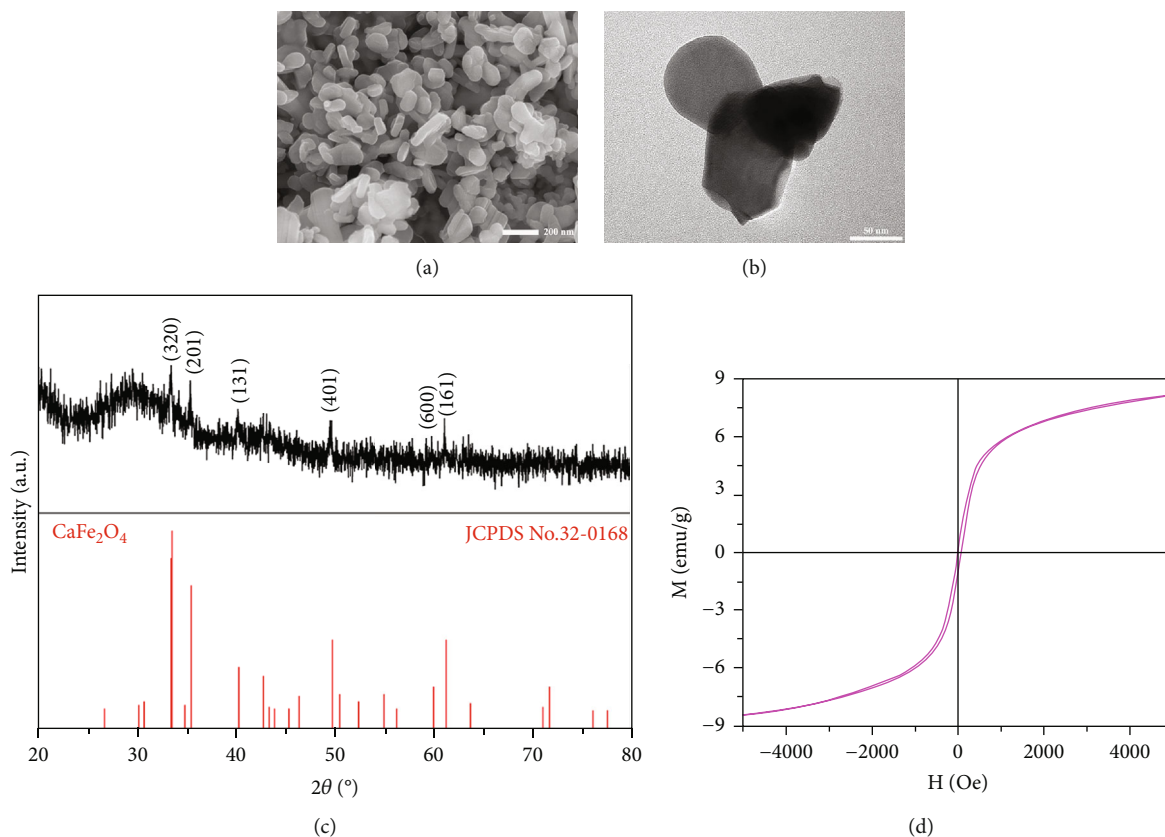 200 nm
50 nm
(a)
(b)
(320)
(201)
(131)
(401)
(600)
(161)
Intensity (a.u.)
CaFe₂O₄
JCPDS No.32-0168
20 30 40 50 60 70 80
2θ (°)
(c)
9
6
3
0
−3
−6
−9
M (emu/g)
−4000 −2000 0 2000 4000
H (Oe)
(d)